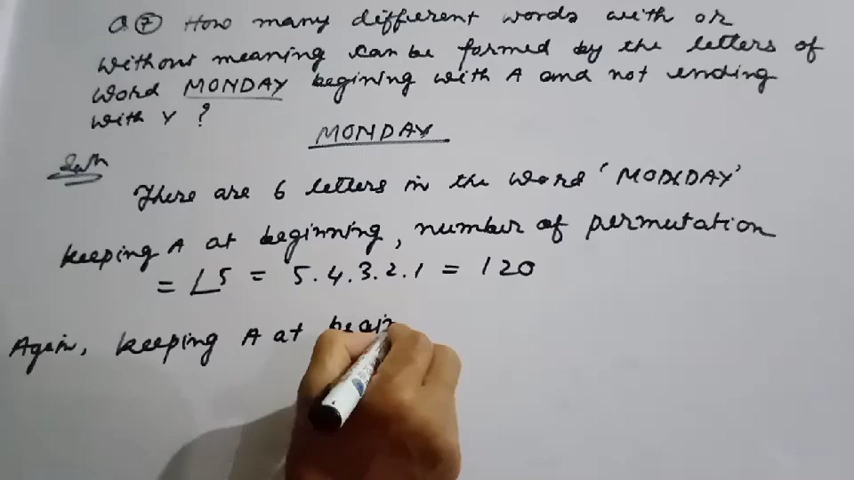 Q ⑦ How many different words with or
without meaning can be formed by the letters of
word MONDAY begining with A and not ending
with Y ?
MONDAY
Soln
There are 6 letters in the word 'MONDAY'
keeping A at beginning, number of permutation
= ∟5 = 5.4.3.2.1 = 120
Again, keeping A at begin